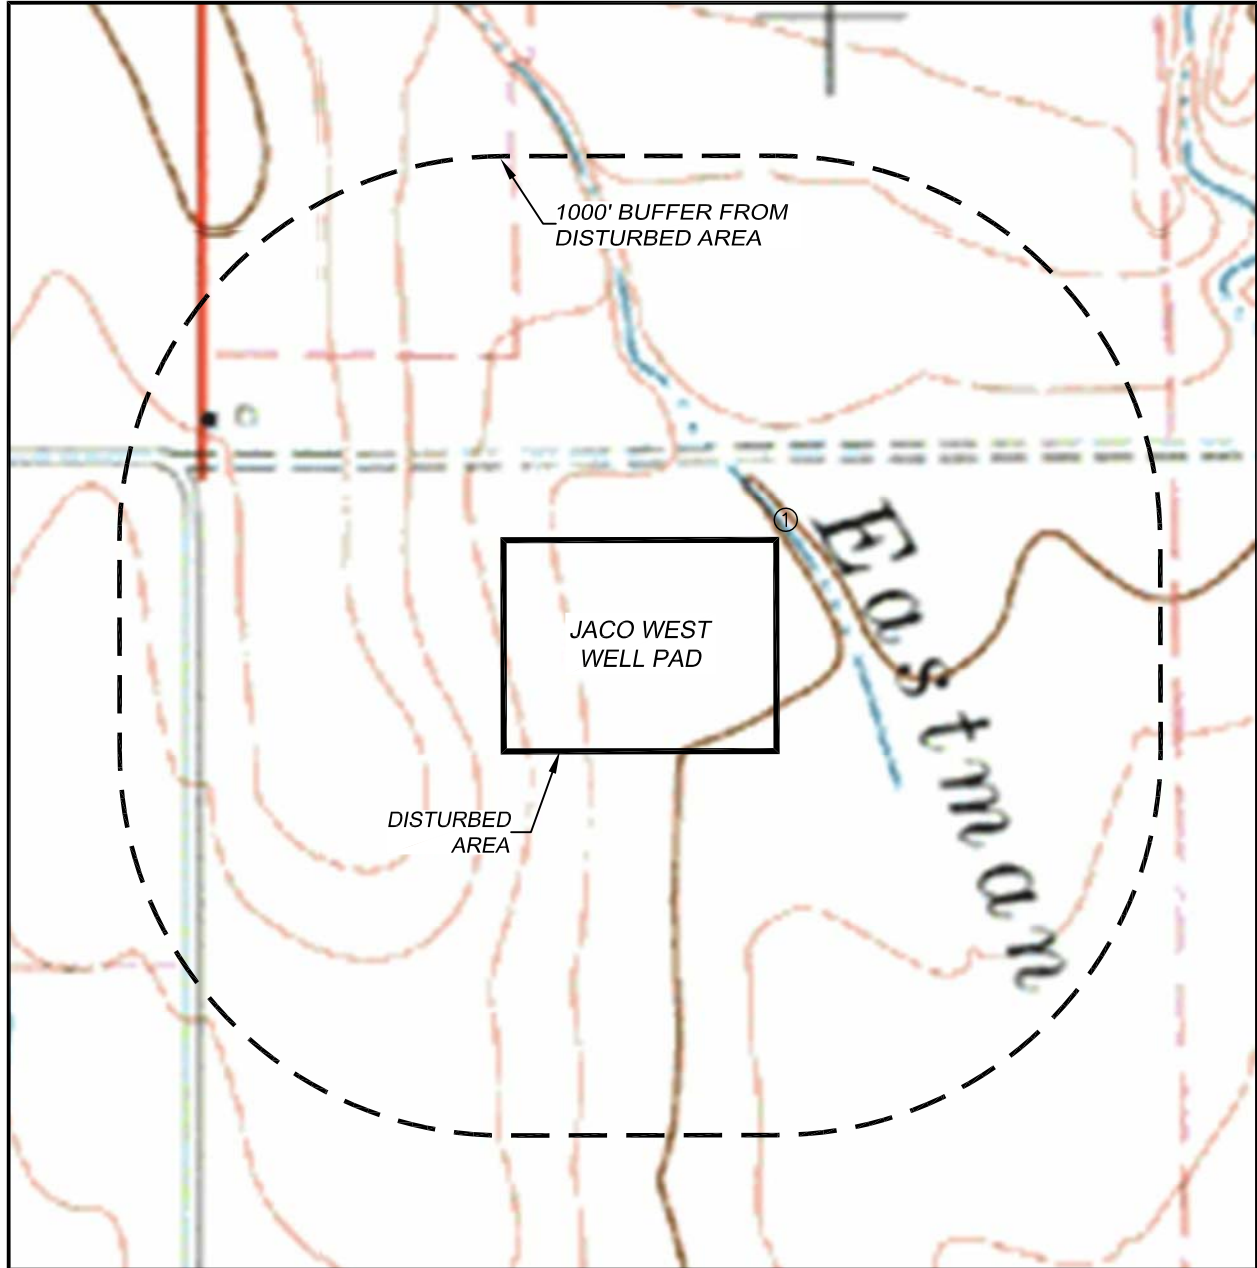 1000' BUFFER FROM
DISTURBED AREA
1
Eastman
JACO WEST
WELL PAD
DISTURBED
AREA